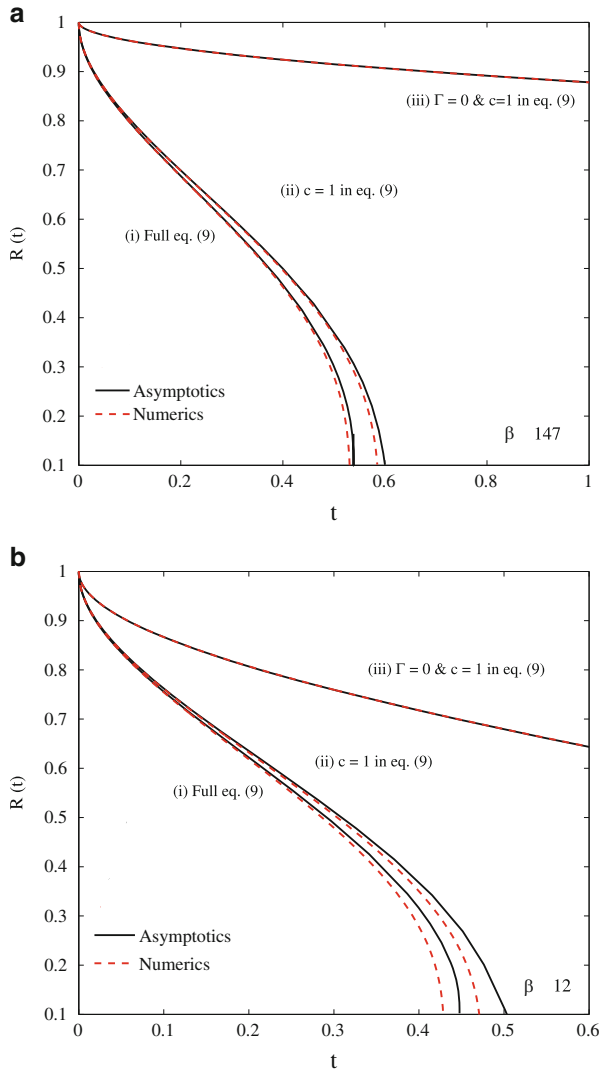 a
1
0.9
0.8
0.7
0.6
0.5
0.4
0.3
0.2
0.1
R (t)
(iii) Γ = 0 & c=1 in eq. (9)
(ii) c = 1 in eq. (9)
(i) Full eq. (9)
Asymptotics
Numerics
β 147
0 0.2 0.4 0.6 0.8 1
t
b
1
0.9
0.8
0.7
0.6
0.5
0.4
0.3
0.2
0.1
R (t)
(iii) Γ = 0 & c = 1 in eq. (9)
(ii) c = 1 in eq. (9)
(i) Full eq. (9)
Asymptotics
Numerics
β 12
0 0.1 0.2 0.3 0.4 0.5 0.6
t